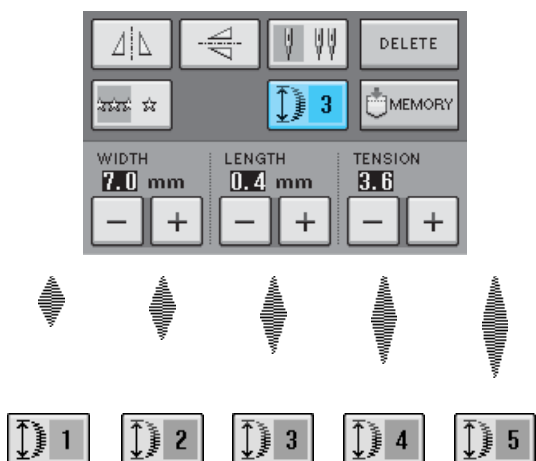 DELETE
3 MEMORY
WIDTH LENGTH TENSION
7.0 mm 0.4 mm 3.6
− + − + − +
1 2 3 4 5